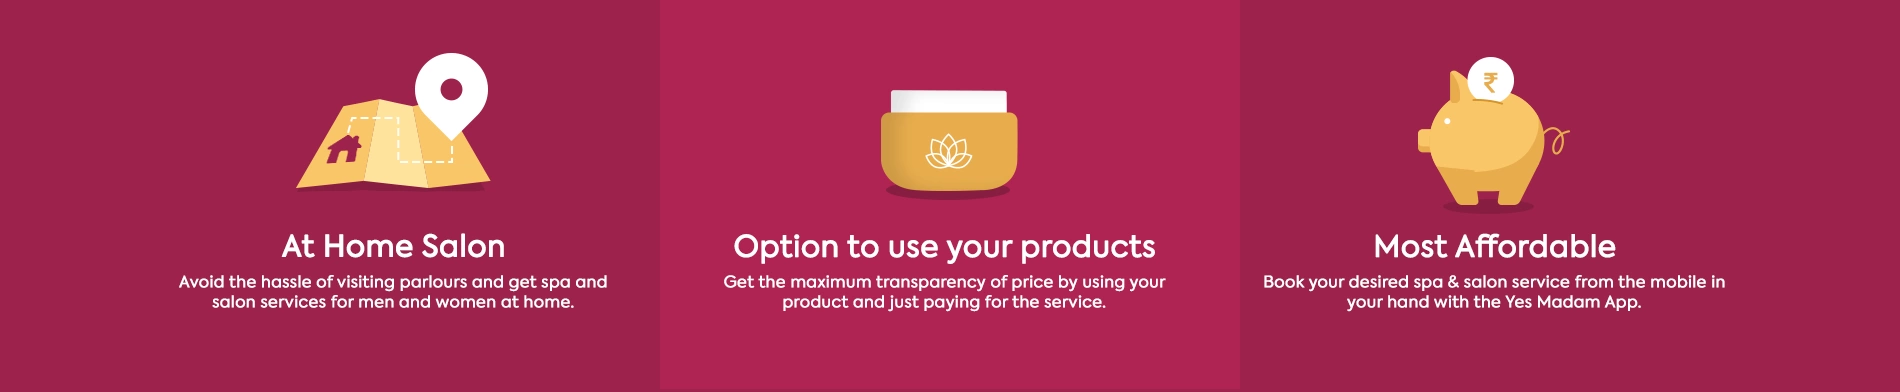 ₹
At Home Salon
Avoid the hassle of visiting parlours and get spa and
salon services for men and women at home.
Option to use your products
Get the maximum transparency of price by using your
product and just paying for the service.
Most Affordable
Book your desired spa & salon service from the mobile in
your hand with the Yes Madam App.